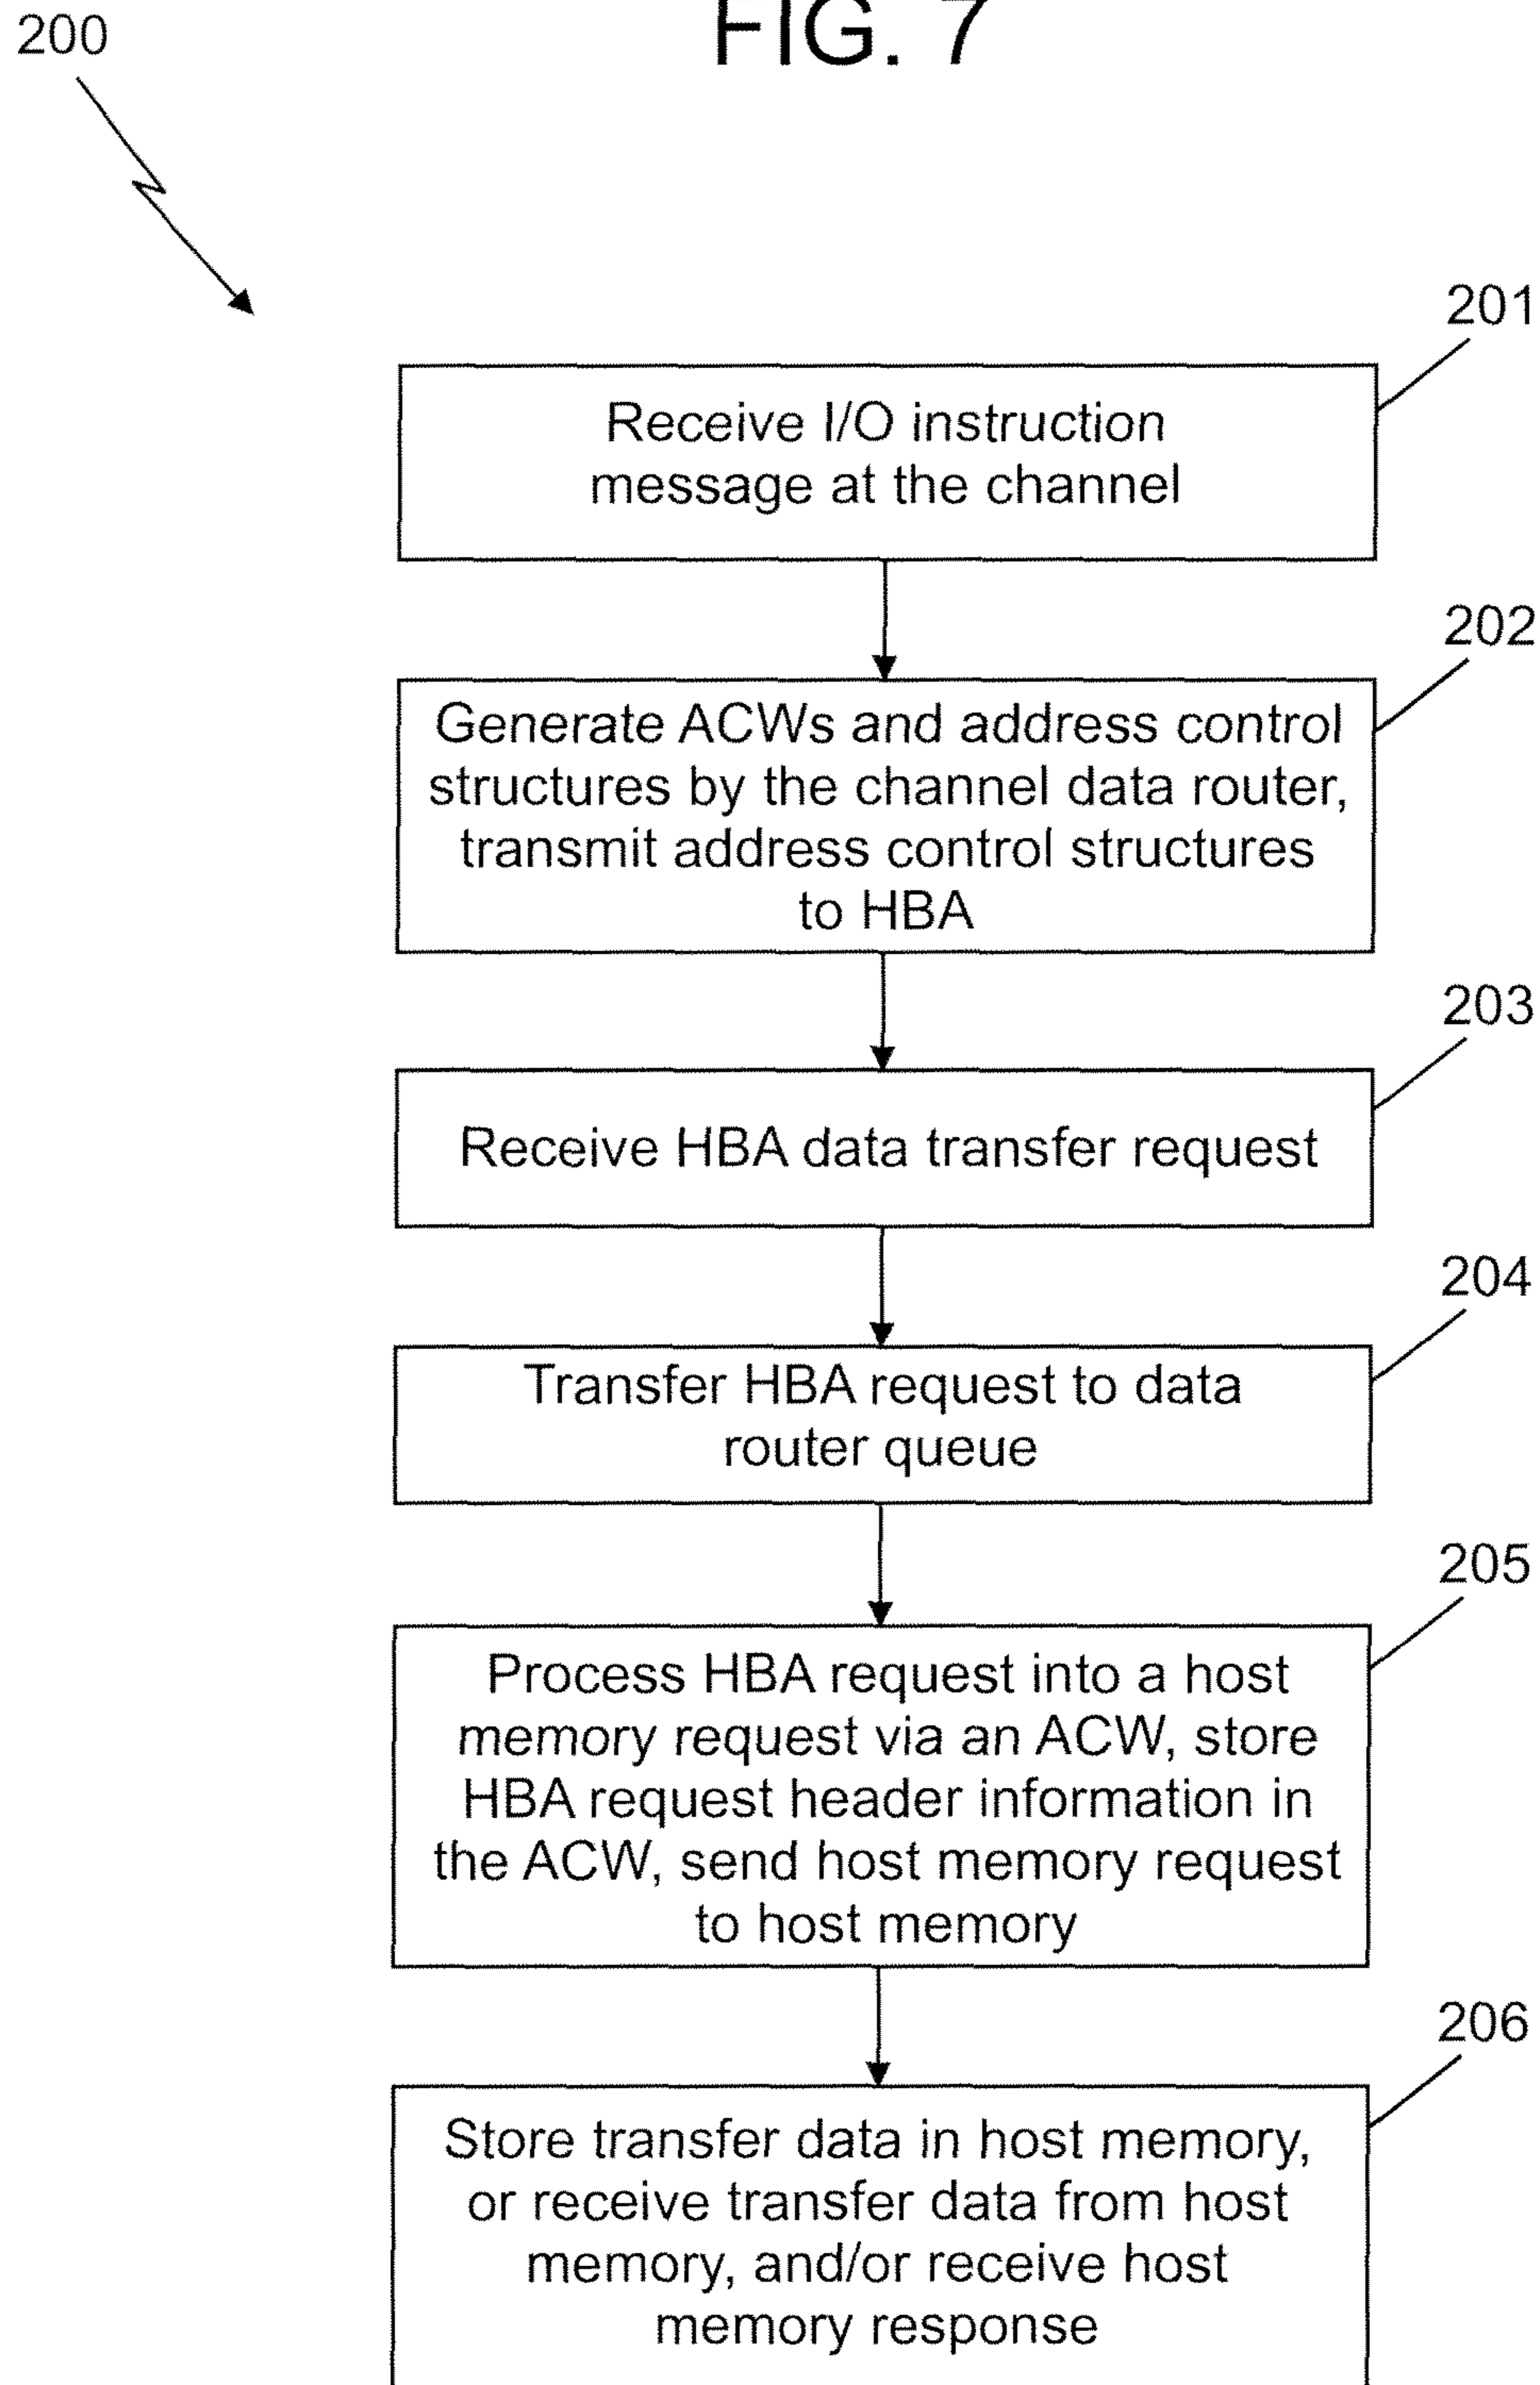 FIG. 7
200
201
Receive I/O instruction
message at the channel
202
Generate ACWs and address control
structures by the channel data router,
transmit address control structures
to HBA
203
Receive HBA data transfer request
204
Transfer HBA request to data
router queue
205
Process HBA request into a host
memory request via an ACW, store
HBA request header information in
the ACW, send host memory request
to host memory
206
Store transfer data in host memory,
or receive transfer data from host
memory, and/or receive host
memory response